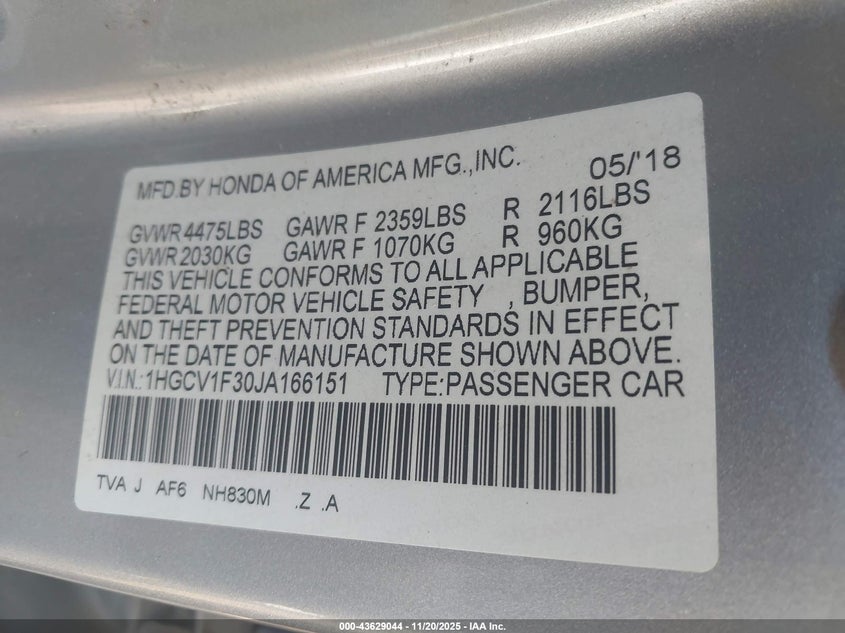 MFD.BY HONDA OF AMERICA MFG.,INC. 05/'18
GVWR 4475LBS GAWR F 2359LBS R 2116LBS
GVWR 2030KG GAWR F 1070KG R 960KG
THIS VEHICLE CONFORMS TO ALL APPLICABLE
FEDERAL MOTOR VEHICLE SAFETY , BUMPER,
AND THEFT PREVENTION STANDARDS IN EFFECT
ON THE DATE OF MANUFACTURE SHOWN ABOVE.
V.I.N.:1HGCV1F30JA166151 TYPE:PASSENGER CAR
TVA J AF6 NH830M .Z .A
000-43629044 - 11/20/2025 - IAA Inc.